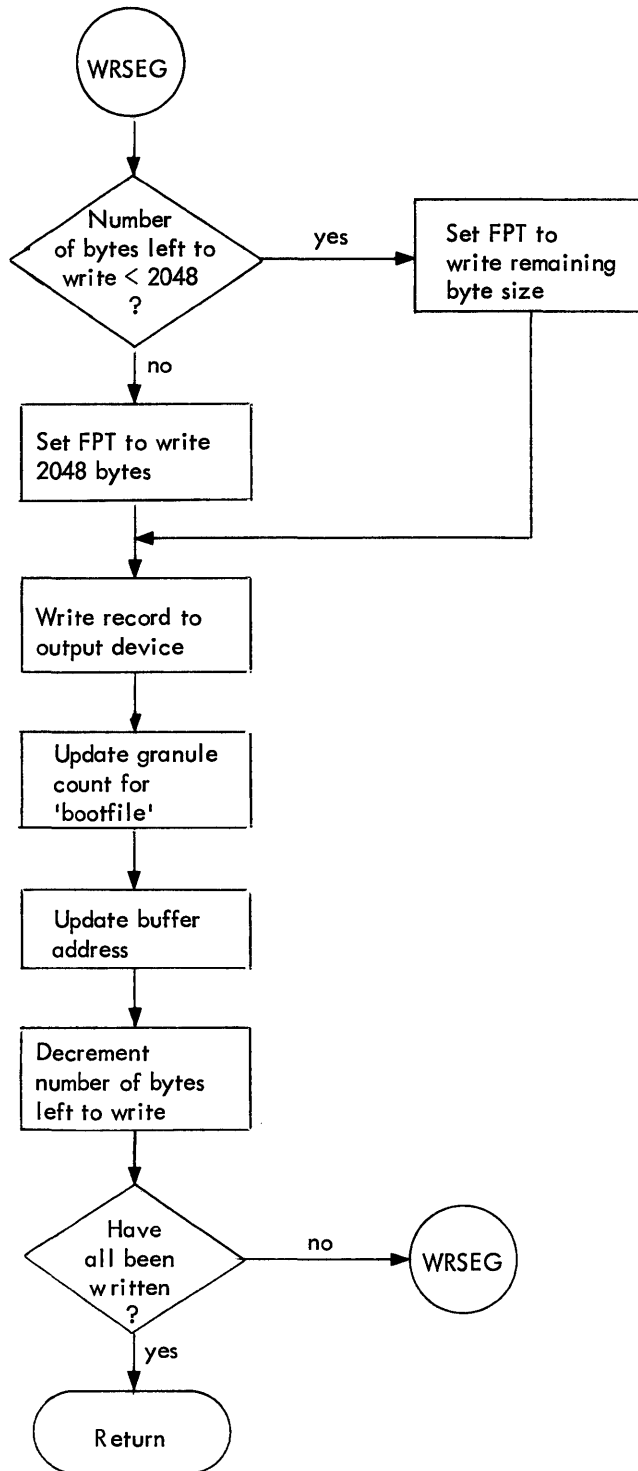 WRSEG
Number
of bytes left to
write < 2048
?
yes
Set FPT to
write remaining
byte size
no
Set FPT to write
2048 bytes
Write record to
output device
Update granule
count for
'bootfile'
Update buffer
address
Decrement
number of bytes
left to write
Have
all been
written
?
no
WRSEG
yes
Return